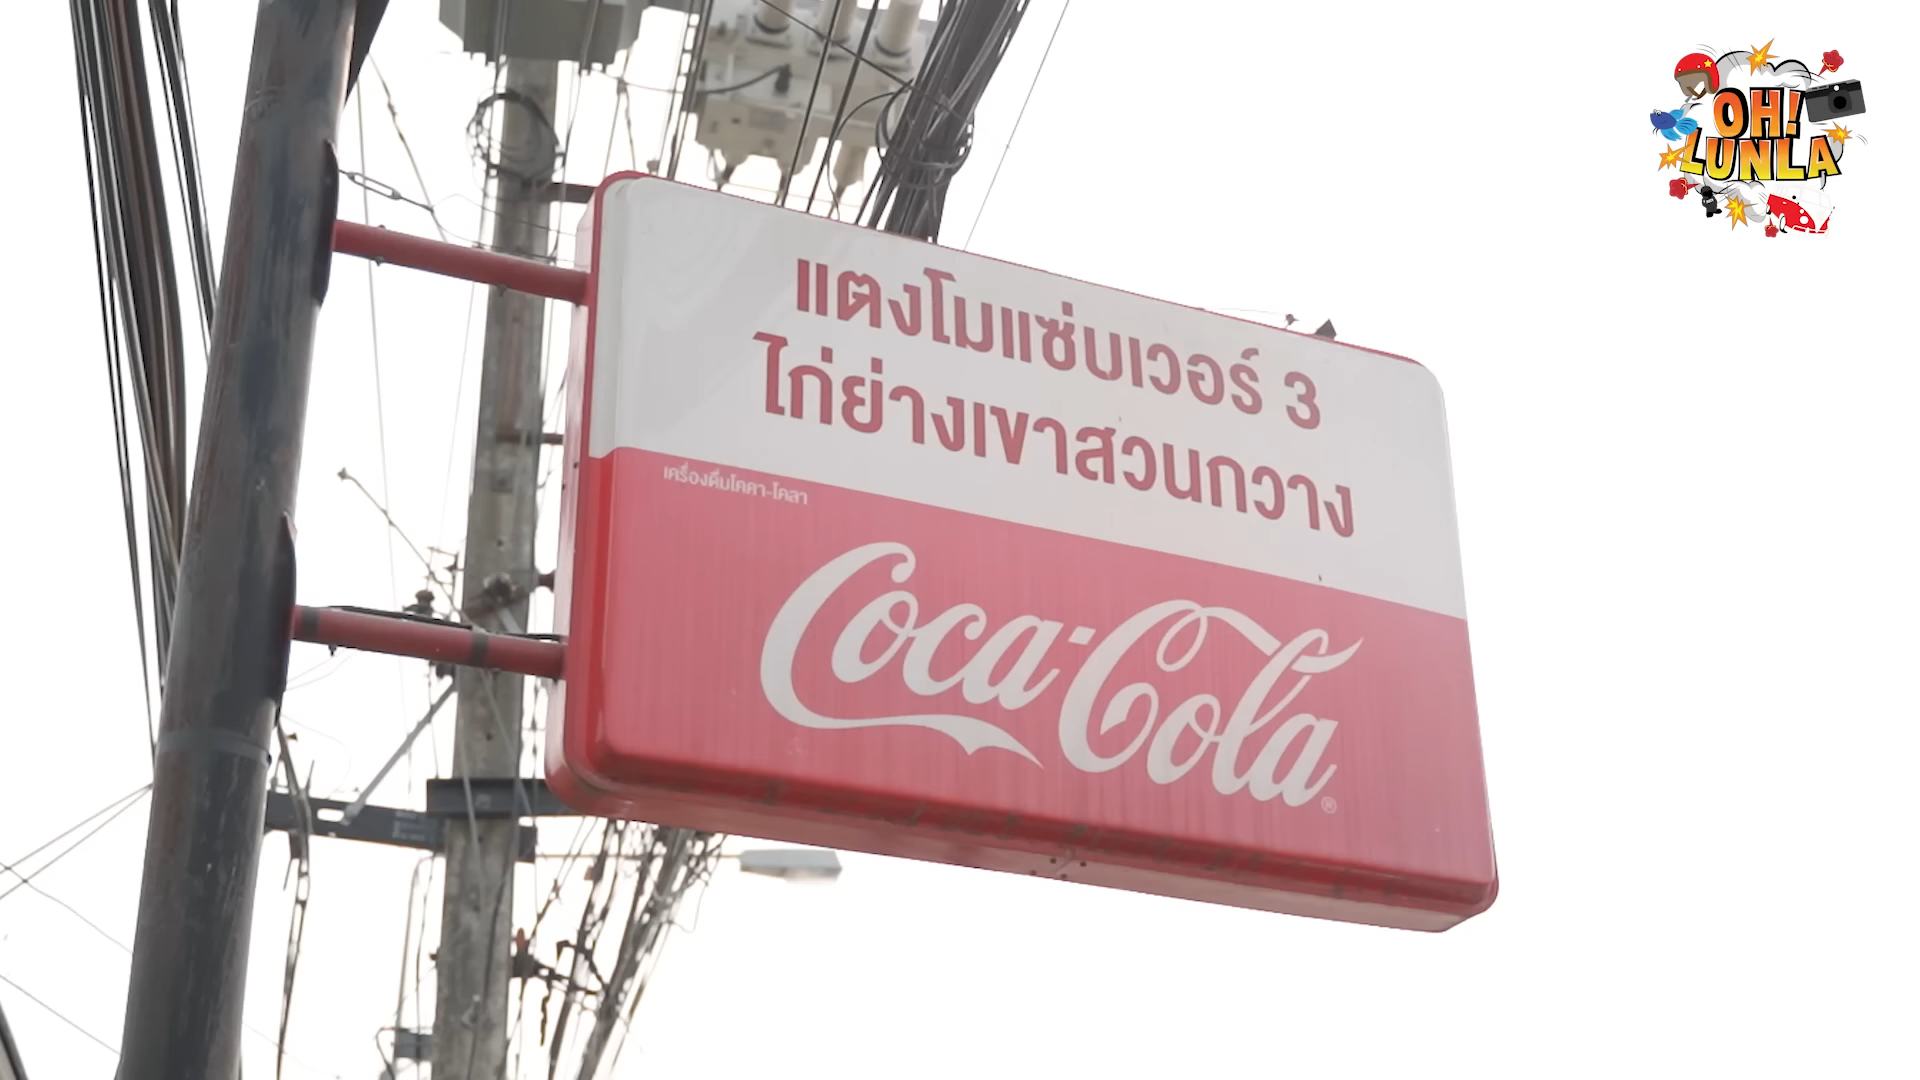 OH!
LUNLA
แตงโมแซ่บเวอร์ 3
ไก่ย่างเขาสวนกวาง
เครื่องดื่มโคคา-โคลา
Coca-Cola®